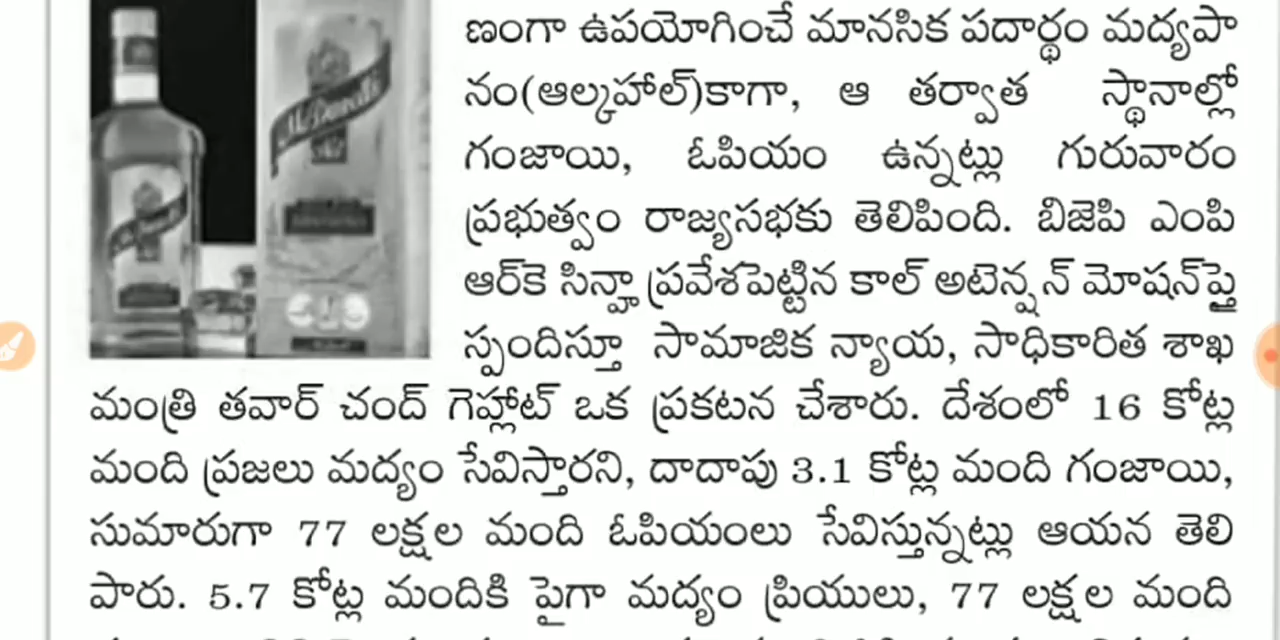 ణంగా ఉపయోగించే మానసిక పదార్థం మద్యపా
నం(ఆల్కహాల్)కాగా, ఆ తర్వాత స్థానాల్లో
గంజాయి, ఓపియం ఉన్నట్లు గురువారం
ప్రభుత్వం రాజ్యసభకు తెలిపింది. బిజెపి ఎంపి
ఆర్‌కె సిన్హా ప్రవేశపెట్టిన కాల్ అటెన్షన్ మోషన్‌పై
స్పందిస్తూ సామాజిక న్యాయ, సాధికారిత శాఖ
మంత్రి తవార్ చంద్ గెహ్లాట్ ఒక ప్రకటన చేశారు. దేశంలో 16 కోట్ల
మంది ప్రజలు మద్యం సేవిస్తారని, దాదాపు 3.1 కోట్ల మంది గంజాయి,
సుమారుగా 77 లక్షల మంది ఓపియంలు సేవిస్తున్నట్లు ఆయన తెలి
పారు. 5.7 కోట్ల మందికి పైగా మద్యం ప్రియులు, 77 లక్షల మంది